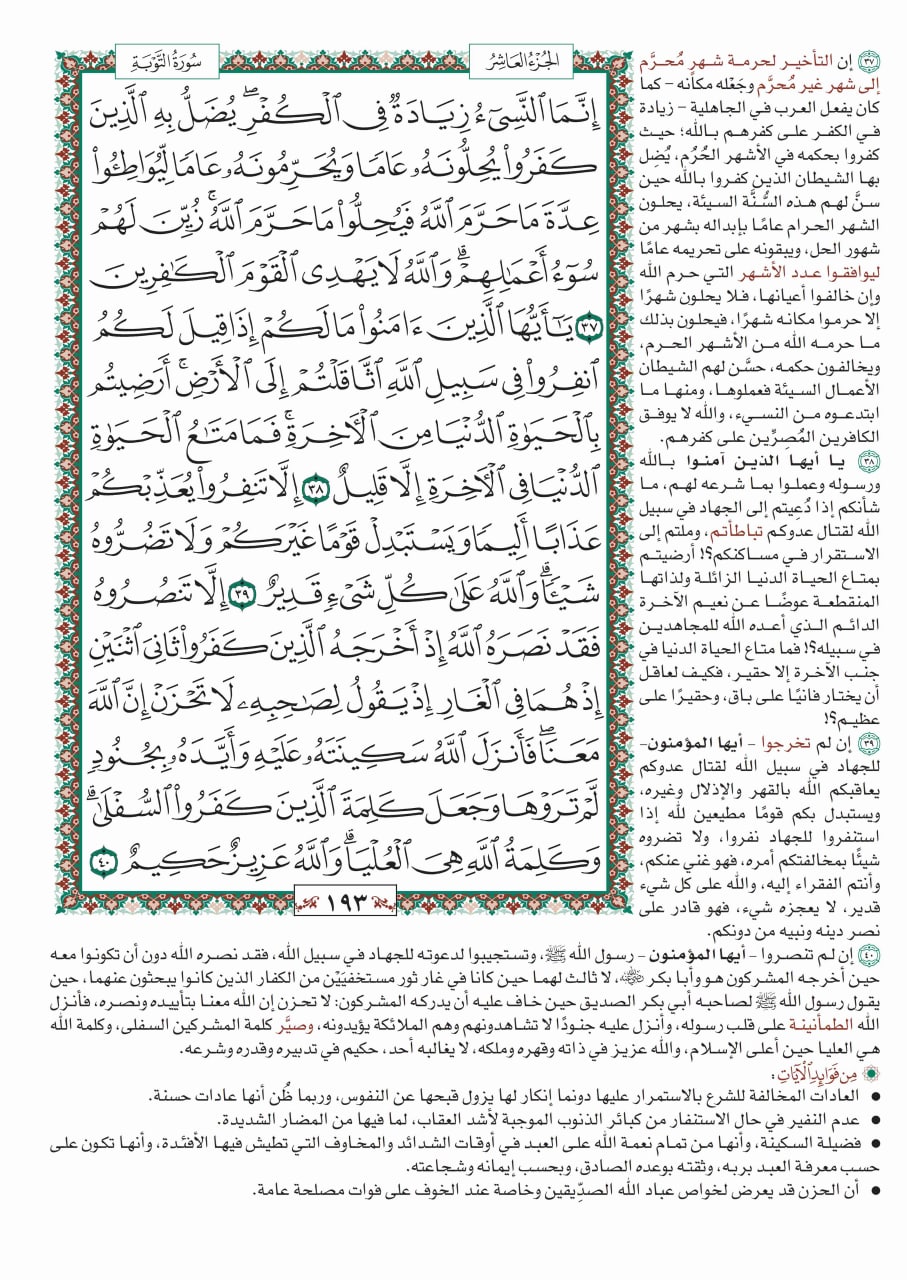 الجُزْءُ العَاشِرُ
سُورَةُ التَّوْبَةِ
إِنَّمَا ٱلنَّسِيٓءُ زِيَادَةٌ فِي ٱلْكُفْرِۖ يُضَلُّ بِهِ ٱلَّذِينَ
كَفَرُواْ يُحِلُّونَهُۥ عَامٗا وَيُحَرِّمُونَهُۥ عَامٗا لِّيُوَاطِـُٔواْ
عِدَّةَ مَا حَرَّمَ ٱللَّهُ فَيُحِلُّواْ مَا حَرَّمَ ٱللَّهُۚ زُيِّنَ لَهُمۡ
سُوٓءُ أَعۡمَٰلِهِمۡۗ وَٱللَّهُ لَا يَهۡدِي ٱلۡقَوۡمَ ٱلۡكَٰفِرِينَ
٣٧ يَٰٓأَيُّهَا ٱلَّذِينَ ءَامَنُواْ مَا لَكُمۡ إِذَا قِيلَ لَكُمُ
ٱنفِرُواْ فِي سَبِيلِ ٱللَّهِ ٱثَّاقَلۡتُمۡ إِلَى ٱلۡأَرۡضِۚ أَرَضِيتُم
بِٱلۡحَيَوٰةِ ٱلدُّنۡيَا مِنَ ٱلۡأٓخِرَةِۚ فَمَا مَتَٰعُ ٱلۡحَيَوٰةِ
ٱلدُّنۡيَا فِي ٱلۡأٓخِرَةِ إِلَّا قَلِيلٌ ٣٨ إِلَّا تَنفِرُواْ يُعَذِّبۡكُمۡ
عَذَابًا أَلِيمٗا وَيَسۡتَبۡدِلۡ قَوۡمًا غَيۡرَكُمۡ وَلَا تَضُرُّوهُ
شَيۡـٔٗاۗ وَٱللَّهُ عَلَىٰ كُلِّ شَيۡءٖ قَدِيرٌ ٣٩ إِلَّا تَنصُرُوهُ
فَقَدۡ نَصَرَهُ ٱللَّهُ إِذۡ أَخۡرَجَهُ ٱلَّذِينَ كَفَرُواْ ثَانِيَ ٱثۡنَيۡنِ
إِذۡ هُمَا فِي ٱلۡغَارِ إِذۡ يَقُولُ لِصَٰحِبِهِۦ لَا تَحۡزَنۡ إِنَّ ٱللَّهَ
مَعَنَاۖ فَأَنزَلَ ٱللَّهُ سَكِينَتَهُۥ عَلَيۡهِ وَأَيَّدَهُۥ بِجُنُودٖ
لَّمۡ تَرَوۡهَا وَجَعَلَ كَلِمَةَ ٱلَّذِينَ كَفَرُواْ ٱلسُّفۡلَىٰۗ
وَكَلِمَةُ ٱللَّهِ هِيَ ٱلۡعُلۡيَاۗ وَٱللَّهُ عَزِيزٌ حَكِيمٌ ٤٠
١٩٣
٣٧ إن التأخير لحرمة شهرٍ مُحرَّم
إلى شهر غير مُحرَّم وجَعْله مكانه - كما
كان يفعل العرب في الجاهلية - زيادة
في الكفر على كفرهم بالله؛ حيث
كفروا بحكمه في الأشهر الحُرُم، يُضِل
بها الشيطان الذين كفروا بالله حين
سنَّ لهم هذه السُّنَّة السيئة، يحلون
الشهر الحرام عامًا بإبداله بشهر من
شهور الحل، ويبقونه على تحريمه عامًا
ليوافقوا عدد الأشهر التي حرم الله
وإن خالفوا أعيانها، فلا يحلون شهرًا
إلا حرموا مكانه شهرًا، فيحلون بذلك
ما حرمه الله من الأشهر الحرم،
ويخالفون حكمه، حسَّن لهم الشيطان
الأعمال السيئة فعملوها، ومنها ما
ابتدعوه من النسيء، والله لا يوفق
الكافرين المُصِرِّين على كفرهم.
٣٨ يا أيها الذين آمنوا بالله
ورسوله وعملوا بما شرعه لهم، ما
شأنكم إذا دُعِيتم إلى الجهاد في سبيل
الله لقتال عدوكم تباطأتم، وملتم إلى
الاستقرار في مساكنكم؟! أرضيتم
بمتاع الحياة الدنيا الزائلة ولذاتها
المنقطعة عوضًا عن نعيم الآخرة
الدائم الذي أعده الله للمجاهدين
في سبيله؟! فما متاع الحياة الدنيا في
جنب الآخرة إلا حقير، فكيف لعاقل
أن يختار فانيًا على باق، وحقيرًا على
عظيم؟!
٣٩ إن لم تخرجوا - أيها المؤمنون-
للجهاد في سبيل الله لقتال عدوكم
يعاقبكم الله بالقهر والإذلال وغيره،
ويستبدل بكم قومًا مطيعين لله إذا
استنفروا للجهاد نفروا، ولا تضروه
شيئًا بمخالفتكم أمره، فهو غني عنكم،
وأنتم الفقراء إليه، والله على كل شيء
قدير، لا يعجزه شيء، فهو قادر على
نصر دينه ونبيه من دونكم.
٤٠ إن لم تنصروا - أيها المؤمنون - رسول الله ﷺ، وتستجيبوا لدعوته للجهاد في سبيل الله، فقد نصره الله دون أن تكونوا معه
حين أخرجه المشركون هو وأبا بكر رضي الله عنه، لا ثالث لهما حين كانا في غار ثور مستخفيَيْن من الكفار الذين كانوا يبحثون عنهما، حين
يقول رسول الله ﷺ لصاحبه أبي بكر الصديق حين خاف عليه أن يدركه المشركون: لا تحزن إن الله معنا بتأييده ونصره، فأنزل
الله الطمأنينة على قلب رسوله، وأنزل عليه جنودًا لا تشاهدونهم وهم الملائكة يؤيدونه، وصيَّر كلمة المشركين السفلى، وكلمة الله
هي العليا حين أعلى الإسلام، والله عزيز في ذاته وقهره وملكه، لا يغالبه أحد، حكيم في تدبيره وقدره وشرعه.
مِن فَوَائِدِ الْآيَاتِ:
• العادات المخالفة للشرع بالاستمرار عليها دونما إنكار لها يزول قبحها عن النفوس، وربما ظُن أنها عادات حسنة.
• عدم النفير في حال الاستنفار من كبائر الذنوب الموجبة لأشد العقاب، لما فيها من المضار الشديدة.
• فضيلة السكينة، وأنها من تمام نعمة الله على العبد في أوقات الشدائد والمخاوف التي تطيش فيها الأفئدة، وأنها تكون على
حسب معرفة العبد بربه، وثقته بوعده الصادق، وبحسب إيمانه وشجاعته.
• أن الحزن قد يعرض لخواص عباد الله الصدِّيقين وخاصة عند الخوف على فوات مصلحة عامة.